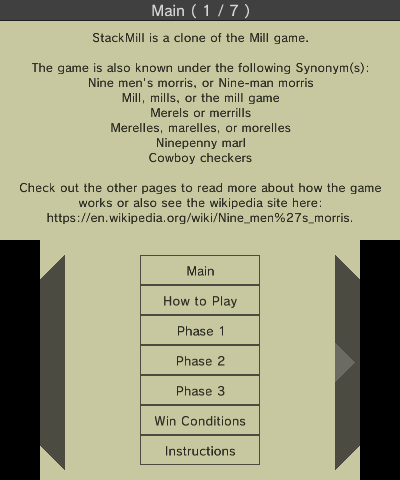 Main ( 1 / 7 )
StackMill is a clone of the Mill game.
The game is also known under the following Synonym(s):
Nine men's morris, or Nine-man morris
Mill, mills, or the mill game
Merels or merrills
Merelles, marelles, or morelles
Ninepenny marl
Cowboy checkers
Check out the other pages to read more about how the game
works or also see the wikipedia site here:
https://en.wikipedia.org/wiki/Nine_men%27s_morris.
Main
How to Play
Phase 1
Phase 2
Phase 3
Win Conditions
Instructions